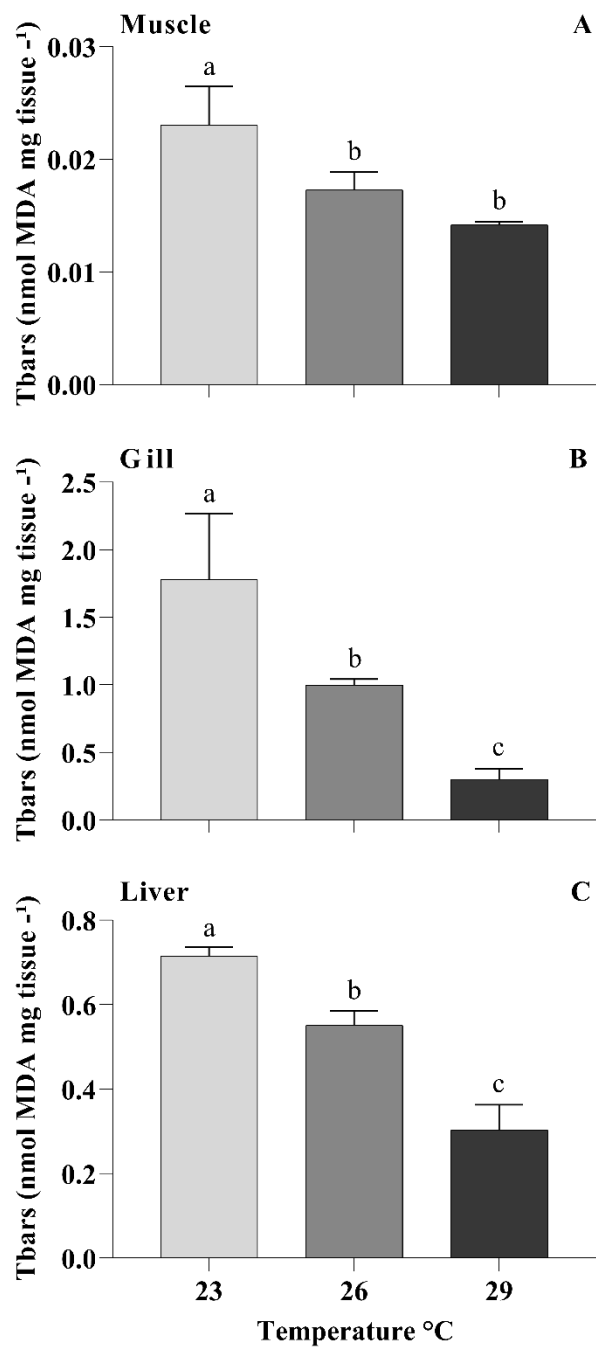 Muscle A
Tbars (nmol MDA mg tissue -¹)
0.03
0.02
0.01
0.00
a
b
b
Gill B
Tbars (nmol MDA mg tissue -¹)
2.5
2.0
1.5
1.0
0.5
0.0
a
b
c
Liver C
Tbars (nmol MDA mg tissue -¹)
0.8
0.6
0.4
0.2
0.0
a
b
c
23 26 29
Temperature °C